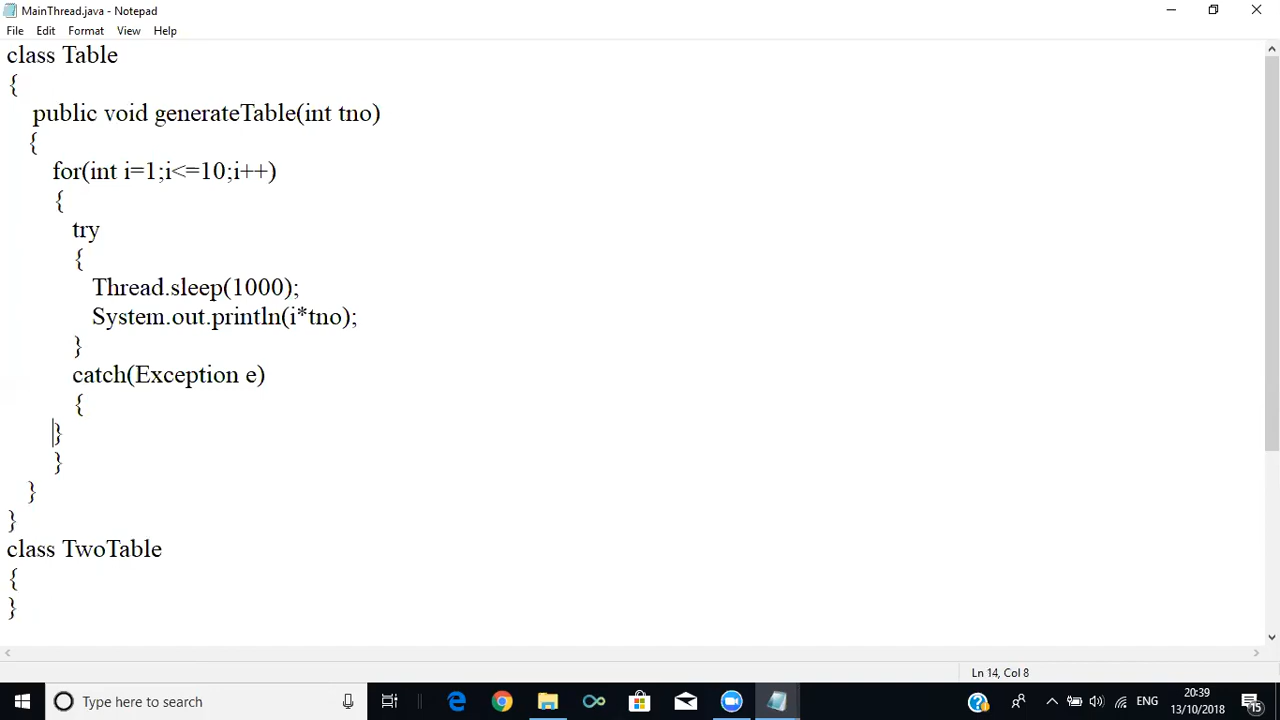 MainThread.java - Notepad
File Edit Format View Help
class Table
{
public void generateTable(int tno)
{
for(int i=1;i<=10;i++)
{
try
{
Thread.sleep(1000);
System.out.println(i*tno);
}
catch(Exception e)
{
}
}
}
}
class TwoTable
{
}
Ln 14, Col 8
Type here to search
ENG
20:39
13/10/2018
15